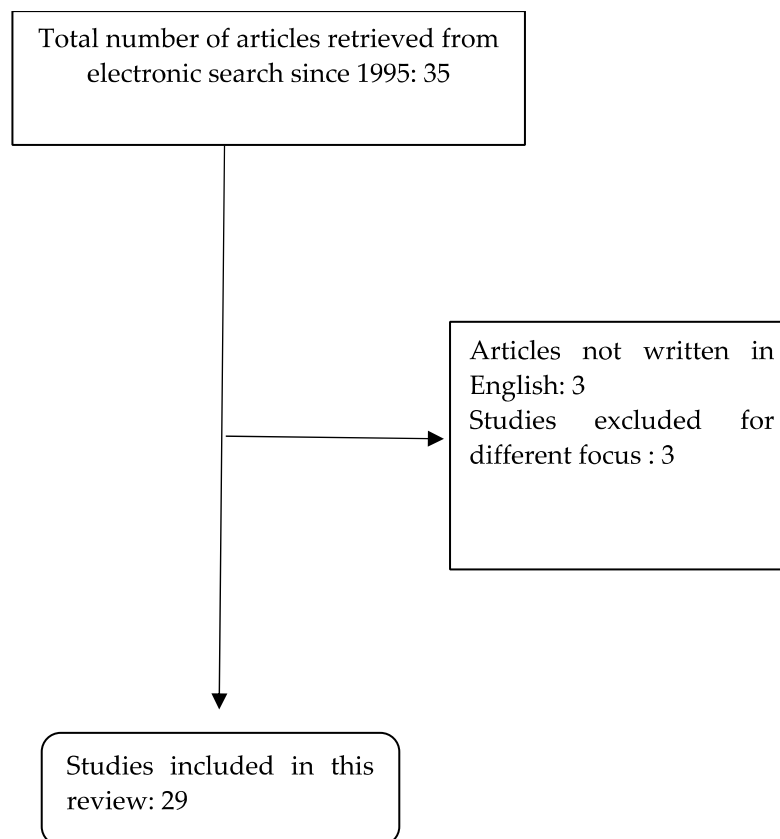 Total number of articles retrieved from
electronic search since 1995: 35
Articles not written in
English: 3
Studies excluded for
different focus : 3
Studies included in this
review: 29